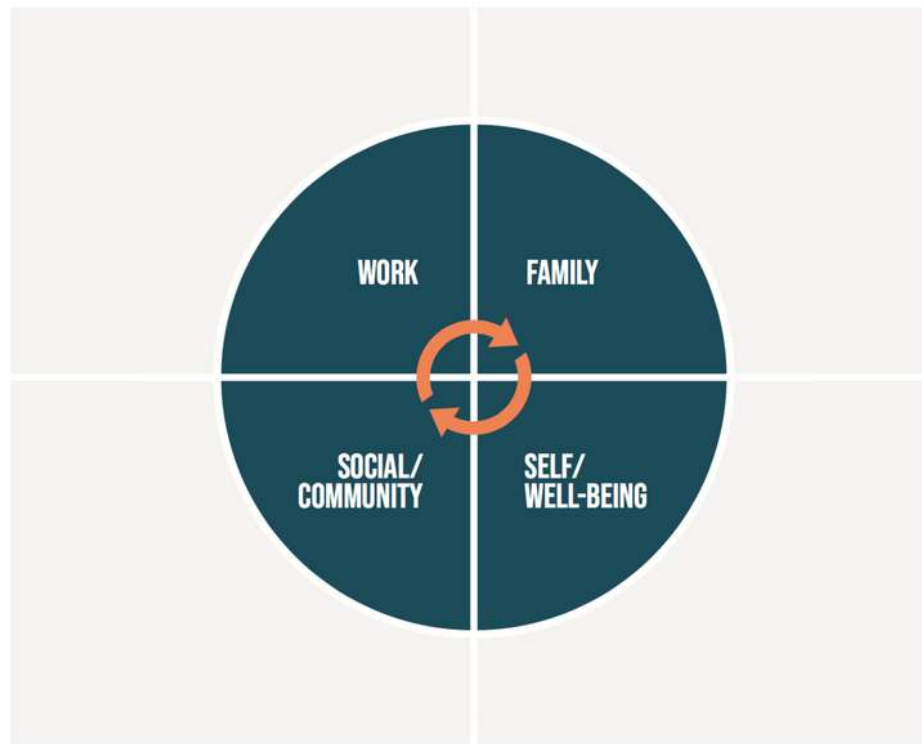 WORK
FAMILY
SOCIAL/
COMMUNITY
SELF/
WELL-BEING